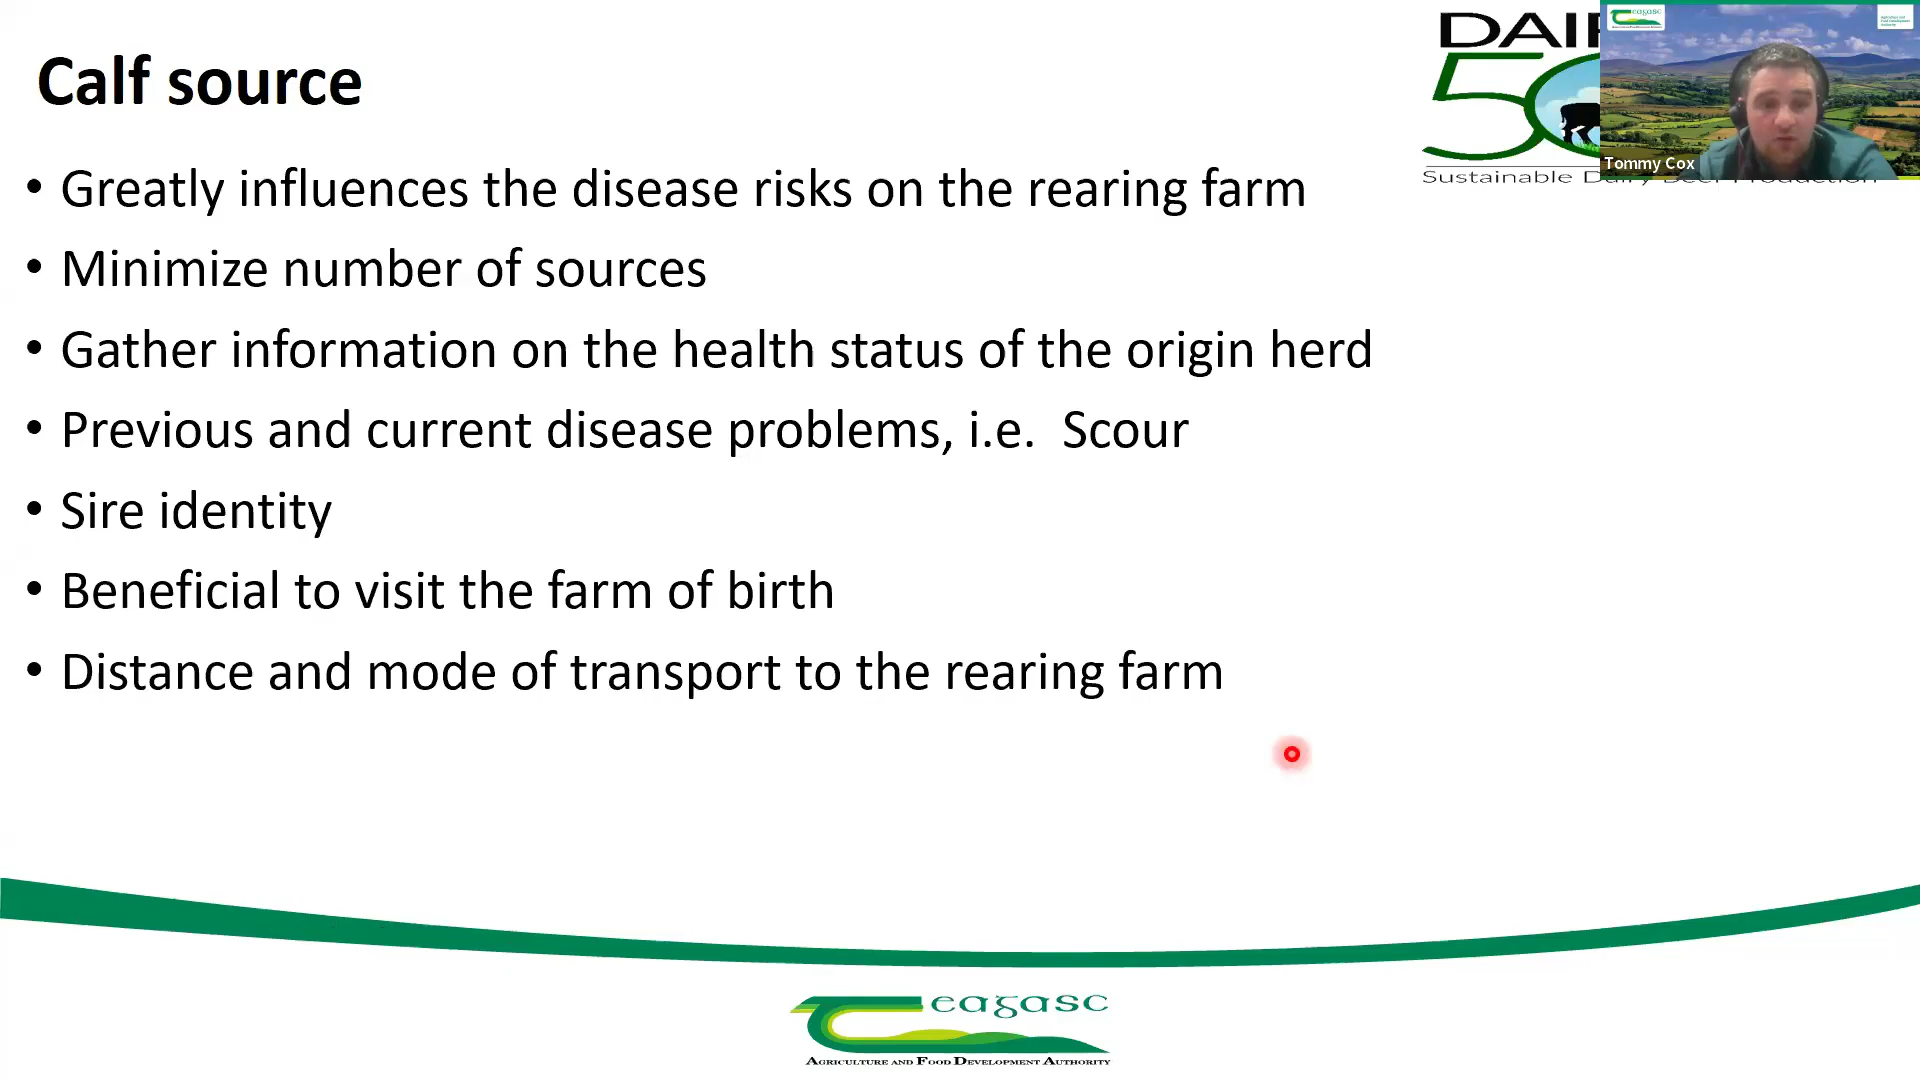 Calf source
• Greatly influences the disease risks on the rearing farm
• Minimize number of sources
• Gather information on the health status of the origin herd
• Previous and current disease problems, i.e.  Scour
• Sire identity
• Beneficial to visit the farm of birth
• Distance and mode of transport to the rearing farm
Sustainable Dairy Beef Production
Teagasc
Tommy Cox
Teagasc
AGRICULTURE AND FOOD DEVELOPMENT AUTHORITY